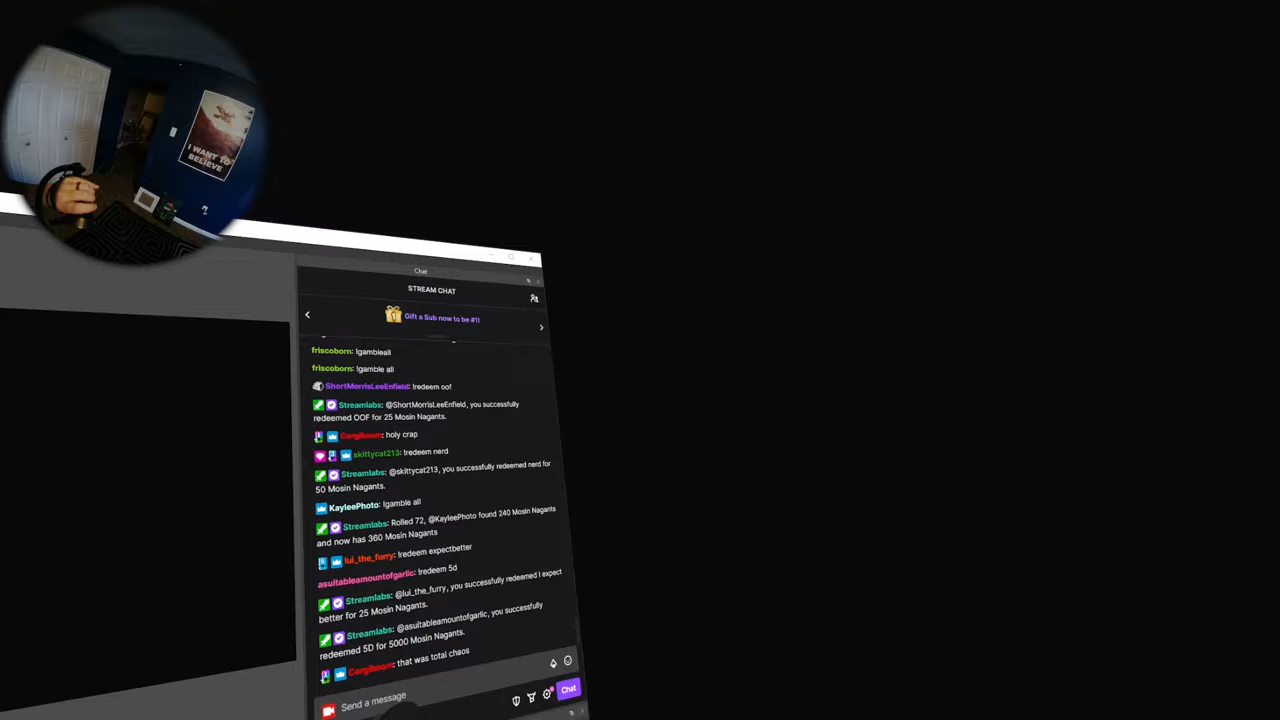 I WANT TO
BELIEVE
Chat
STREAM CHAT
Gift a Sub now to be #1!
friscoborn: !gambleall
friscoborn: !gamble all
ShortMorrisLeeEnfield: !redeem oof
Streamlabs: @ShortMorrisLeeEnfield, you successfully
redeemed OOF for 25 Mosin Nagants.
Corgiboom: holy crap
skittycat213: !redeem nerd
Streamlabs: @skittycat213, you successfully redeemed nerd for
50 Mosin Nagants.
KayleePhoto: !gamble all
Streamlabs: Rolled 72, @KayleePhoto found 240 Mosin Nagants
and now has 360 Mosin Nagants
lui_the_furry: !redeem expectbetter
asuitableamountofgarlic: !redeem 5d
Streamlabs: @lui_the_furry, you successfully redeemed I expect
better for 25 Mosin Nagants.
Streamlabs: @asuitableamountofgarlic, you successfully
redeemed 5D for 5000 Mosin Nagants.
Corgiboom: that was total chaos
Send a message
Chat